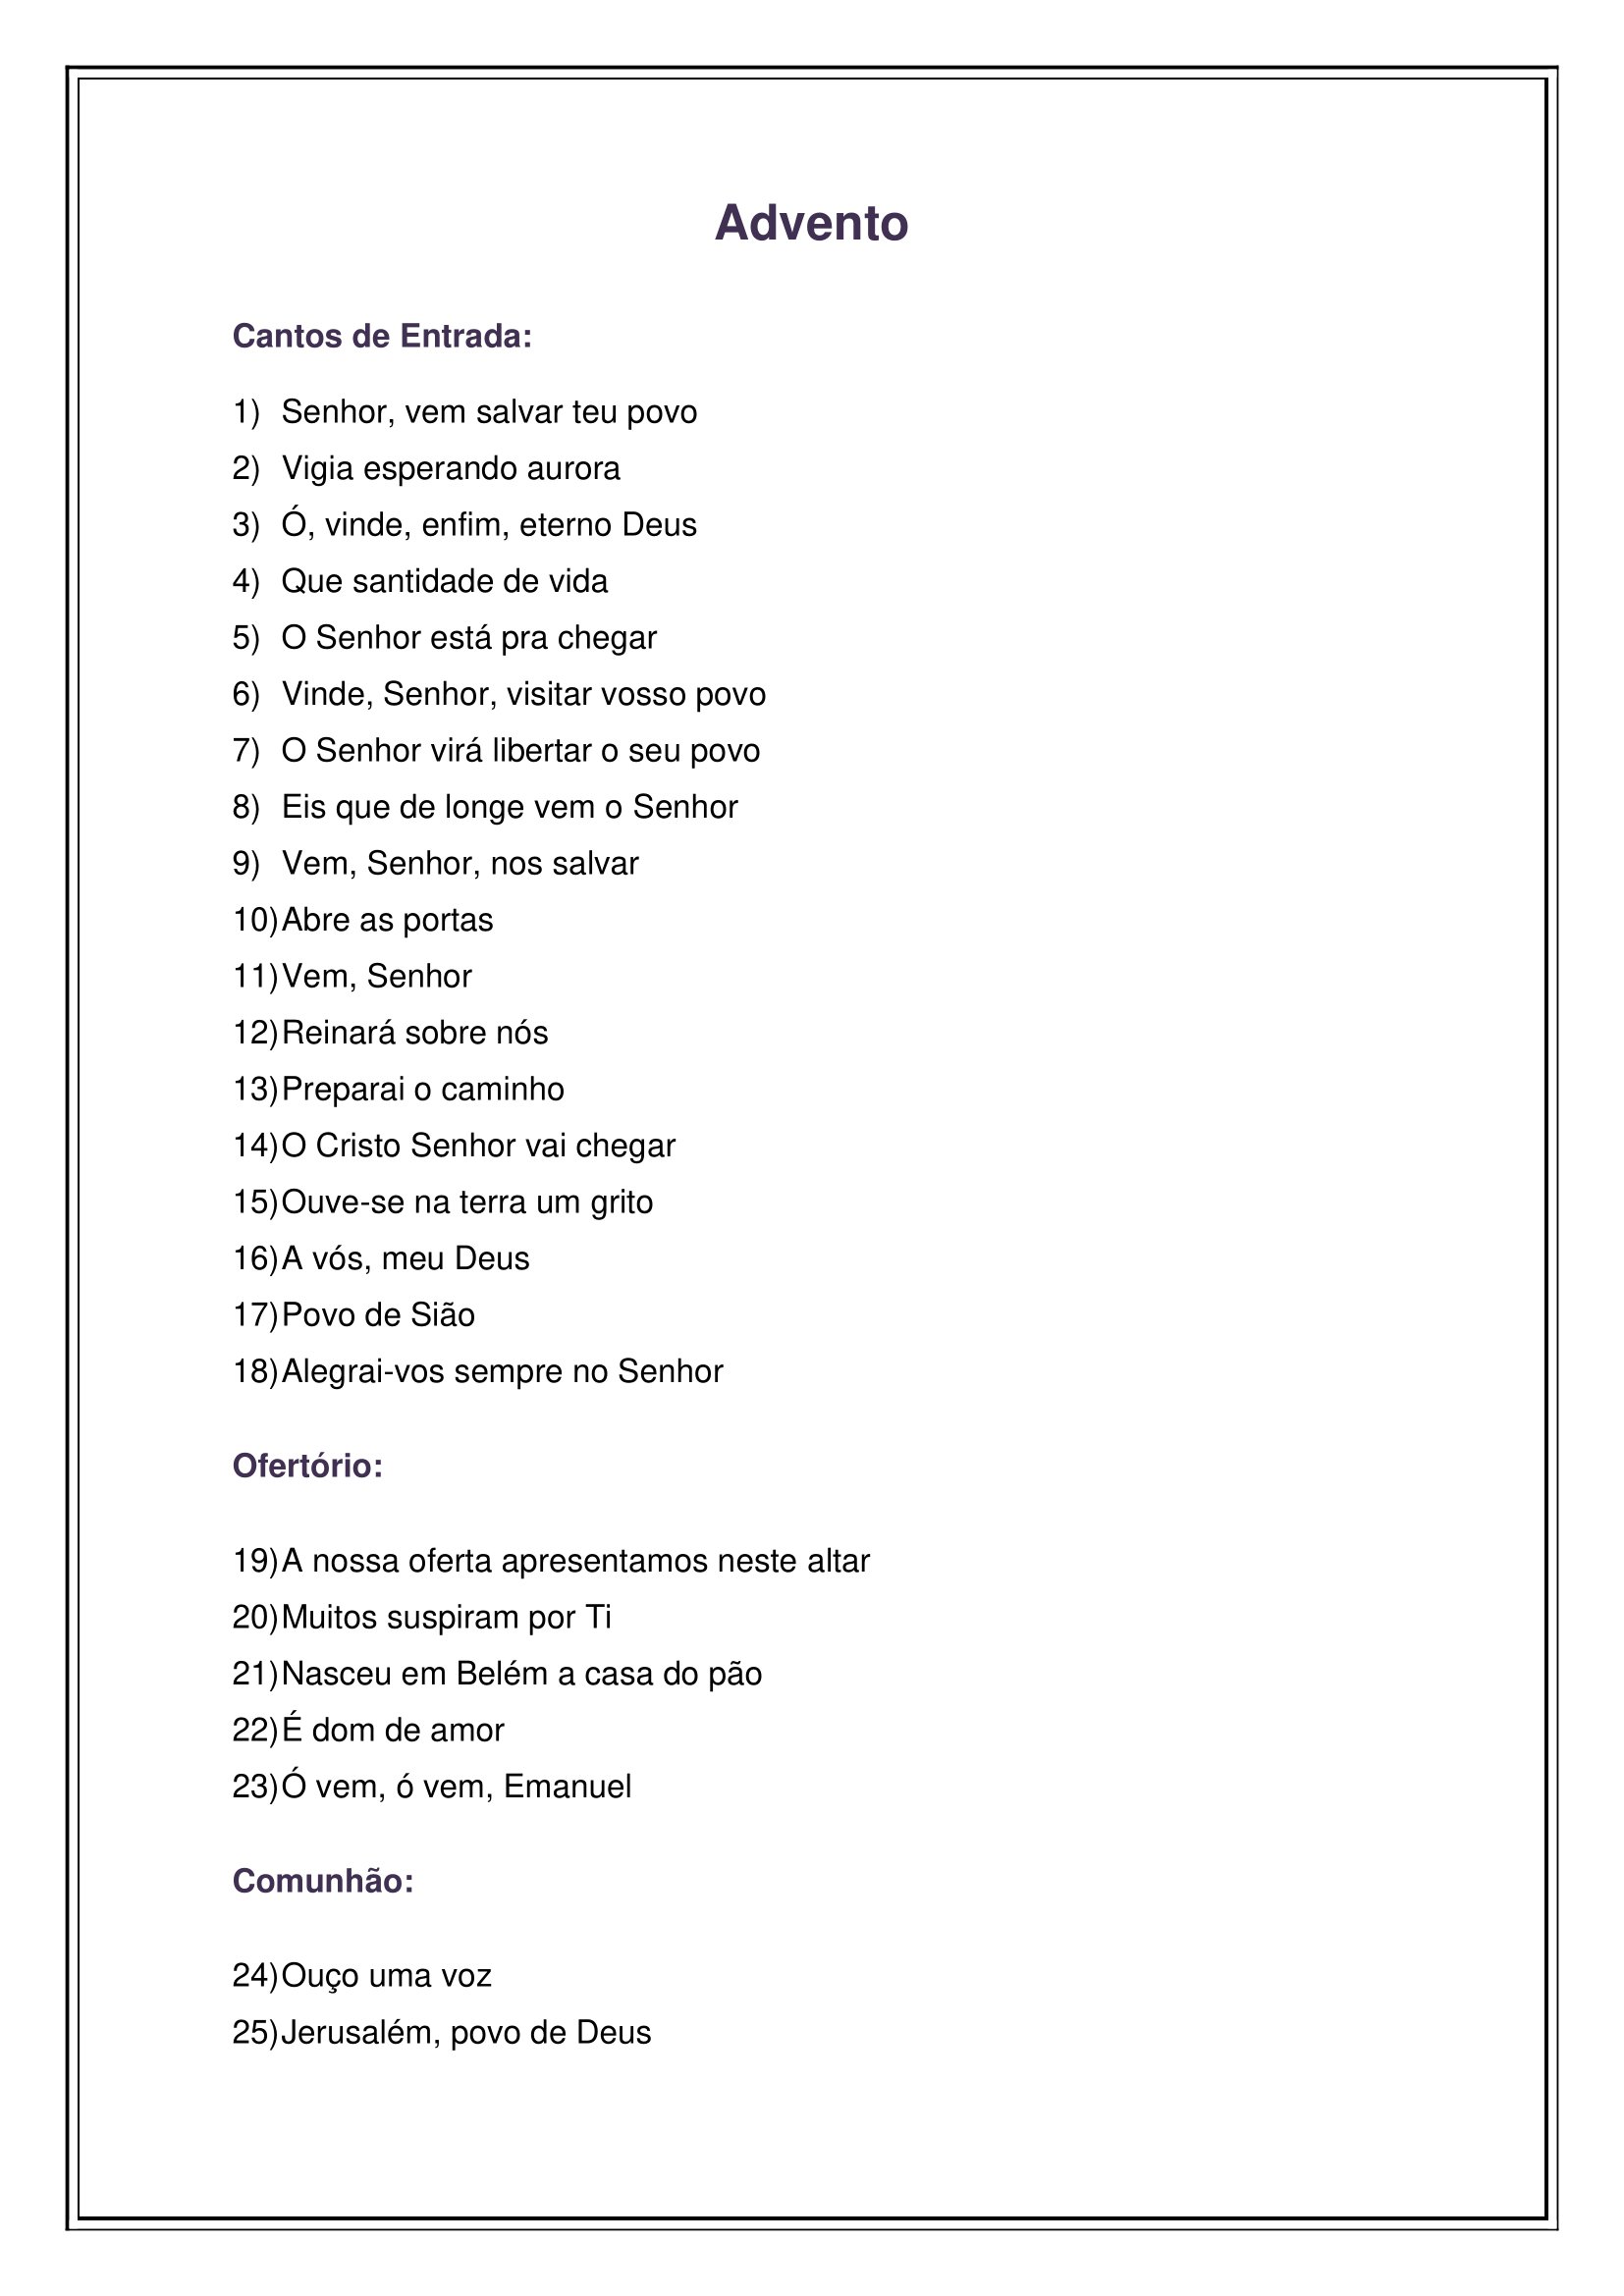 Advento
Cantos de Entrada:
1) Senhor, vem salvar teu povo
2) Vigia esperando aurora
3) Ó, vinde, enfim, eterno Deus
4) Que santidade de vida
5) O Senhor está pra chegar
6) Vinde, Senhor, visitar vosso povo
7) O Senhor virá libertar o seu povo
8) Eis que de longe vem o Senhor
9) Vem, Senhor, nos salvar
10)Abre as portas
11)Vem, Senhor
12)Reinará sobre nós
13)Preparai o caminho
14)O Cristo Senhor vai chegar
15)Ouve-se na terra um grito
16)A vós, meu Deus
17)Povo de Sião
18)Alegrai-vos sempre no Senhor
Ofertório:
19)A nossa oferta apresentamos neste altar
20)Muitos suspiram por Ti
21)Nasceu em Belém a casa do pão
22)É dom de amor
23)Ó vem, ó vem, Emanuel
Comunhão:
24)Ouço uma voz
25)Jerusalém, povo de Deus